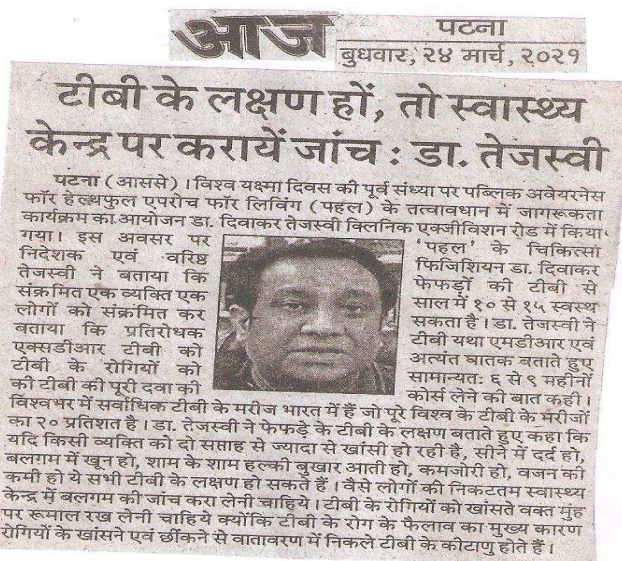 आज
पटना
बुधवार, २४ मार्च, २०२१
टीबी के लक्षण हों, तो स्वास्थ्य
केन्द्र पर करायें जांच : डा. तेजस्वी
पटना (आससे)। विश्व यक्ष्मा दिवस की पूर्व संध्या पर पब्लिक अवेयरनेस
फॉर हेल्थफुल एपरोच फॉर लिविंग (पहल) के तत्वावधान में जागरूकता
कार्यक्रम का आयोजन डा. दिवाकर तेजस्वी क्लिनिक एक्जीविशन रोड में किया
गया। इस अवसर पर 'पहल' के चिकित्सा
निदेशक एवं वरिष्ठ फिजिशियन डा. दिवाकर
तेजस्वी ने बताया कि फेफड़ों की टीबी से
संक्रमित एक व्यक्ति एक साल में १० से १५ स्वस्थ
लोगों को संक्रमित कर सकता है। डा. तेजस्वी ने
बताया कि प्रतिरोधक टीबी यथा एमडीआर एवं
एक्सडीआर टीबी को अत्यंत घातक बताते हुए
टीबी के रोगियों को सामान्यतः ६ से ९ महीनों
की टीबी की पूरी दवा की कोर्स लेने की बात कही।
विश्वभर में सर्वाधिक टीबी के मरीज भारत में हैं जो पूरे विश्व के टीबी के मरीजों
का २० प्रतिशत है। डा. तेजस्वी ने फेफड़े के टीबी के लक्षण बताते हुए कहा कि
यदि किसी व्यक्ति को दो सताह से ज्यादा से खांसी हो रही है, सीने में दर्द हो,
बलगम में खून हो, शाम के शाम हल्की बुखार आती हो, कमजोरी हो, वजन की
कमी हो ये सभी टीबी के लक्षण हो सकते हैं। वैसे लोगों की निकटतम स्वास्थ्य
केन्द्र में बलगम की जांच करा लेनी चाहिये। टीबी के रोगियों को खांसते वक्त मुंह
पर रूमाल रख लेनी चाहिये क्योंकि टीबी के रोग के फैलाव का मुख्य कारण
रोगियों के खांसने एवं छींकने से वातावरण में निकले टीबी के कीटाणु होते हैं।